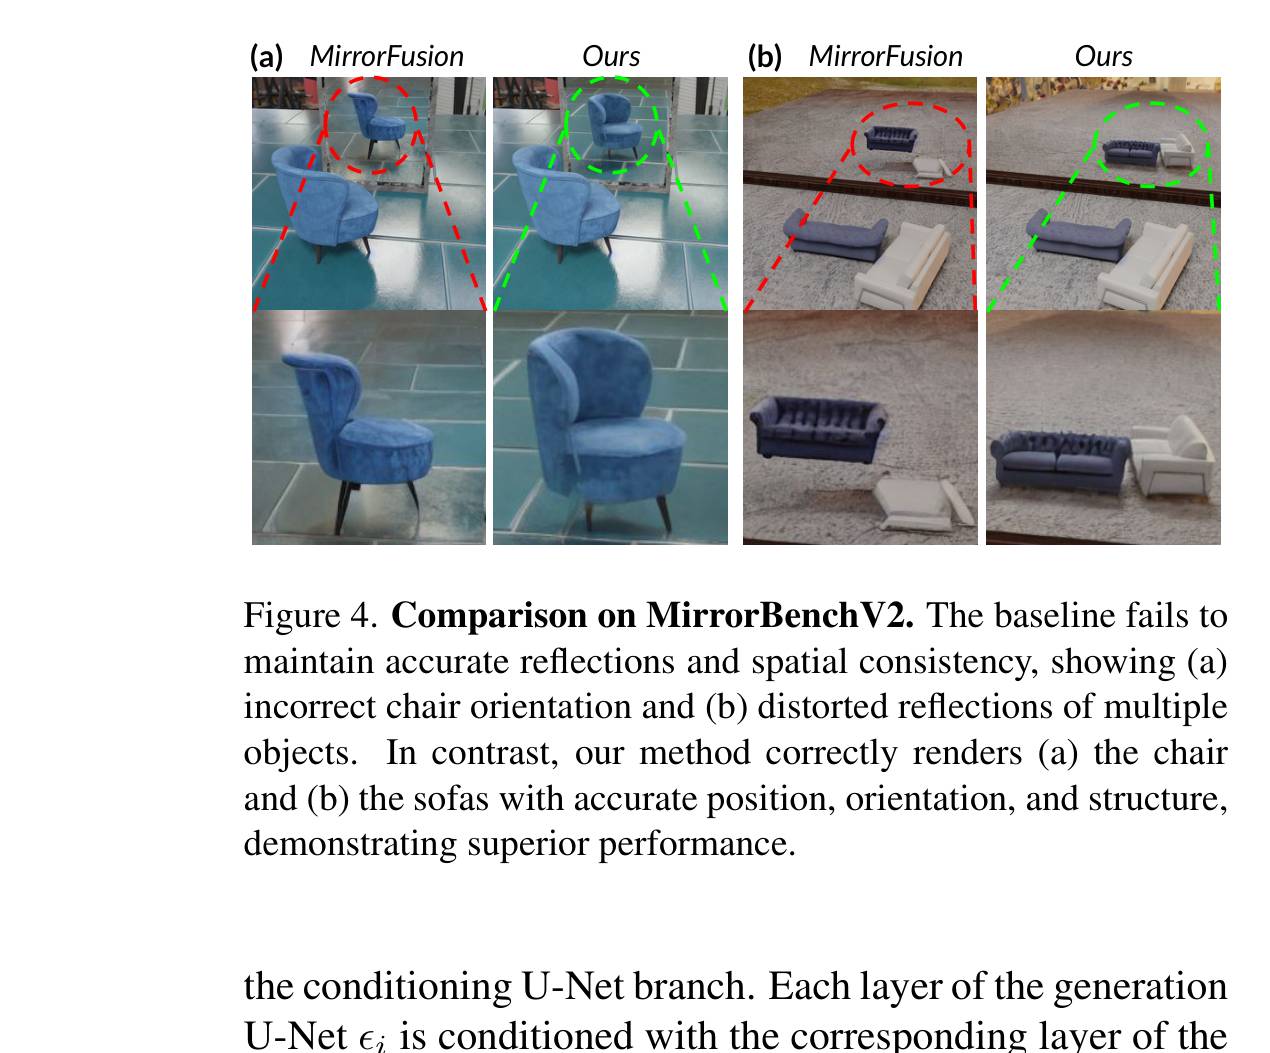 (a) MirrorFusion Ours (b) MirrorFusion Ours
Figure 4. Comparison on MirrorBenchV2. The baseline fails to
maintain accurate reflections and spatial consistency, showing (a)
incorrect chair orientation and (b) distorted reflections of multiple
objects. In contrast, our method correctly renders (a) the chair
and (b) the sofas with accurate position, orientation, and structure,
demonstrating superior performance.
the conditioning U-Net branch. Each layer of the generation
U-Net ϵᵢ is conditioned with the corresponding layer of the